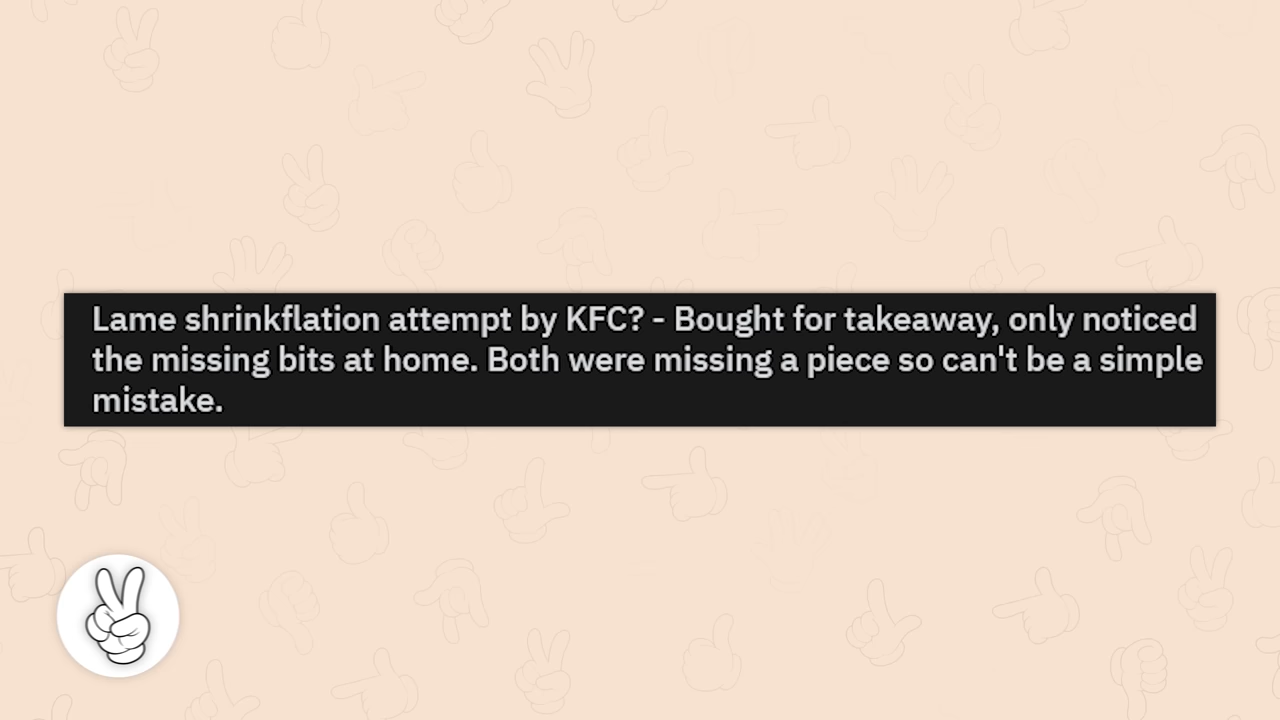 Lame shrinkflation attempt by KFC? - Bought for takeaway, only noticed
the missing bits at home. Both were missing a piece so can't be a simple
mistake.